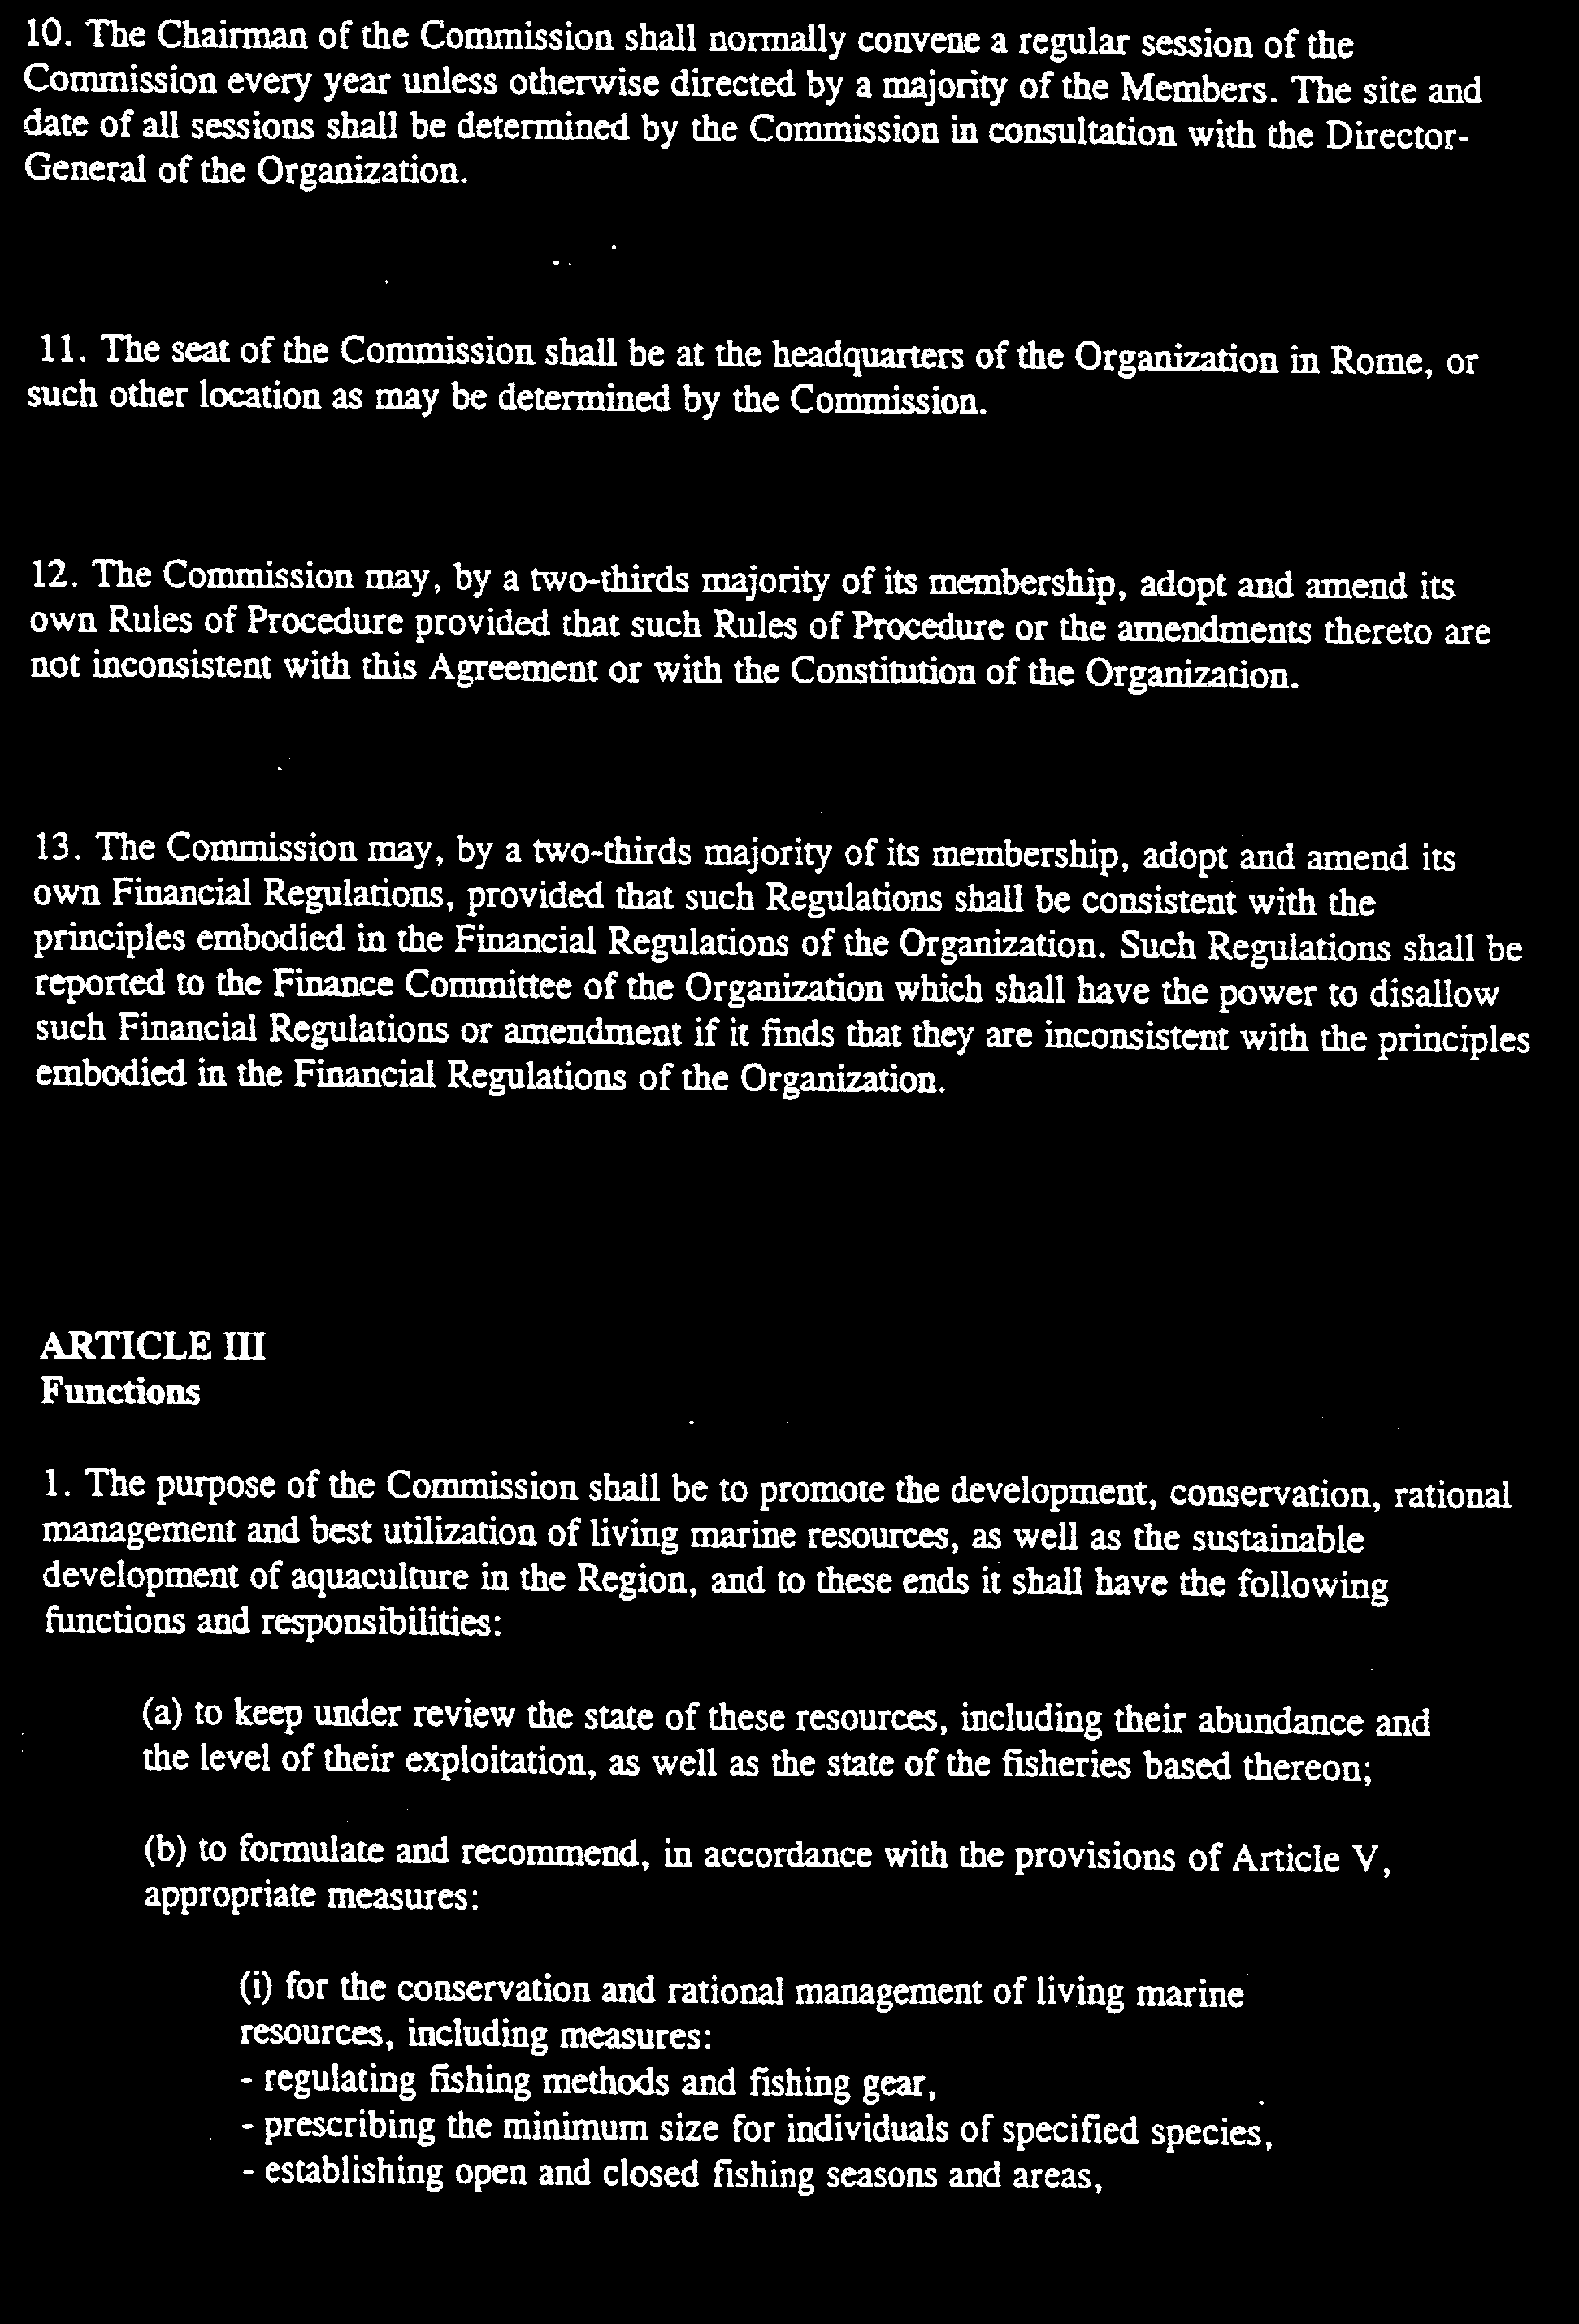 10. The Chairman of the Commission shall normally convene a regular session of the
Commission every year unless otherwise directed by a majority of the Members. The site and
date of all sessions shall be determined by the Commission in consultation with the Director-
General of the Organization.
11. The seat of the Commission shall be at the headquarters of the Organization in Rome, or
such other location as may be determined by the Commission.
12. The Commission may, by a two-thirds majority of its membership, adopt and amend its
own Rules of Procedure provided that such Rules of Procedure or the amendments thereto are
not inconsistent with this Agreement or with the Constitution of the Organization.
13. The Commission may, by a two-thirds majority of its membership, adopt and amend its
own Financial Regulations, provided that such Regulations shall be consistent with the
principles embodied in the Financial Regulations of the Organization. Such Regulations shall be
reported to the Finance Committee of the Organization which shall have the power to disallow
such Financial Regulations or amendment if it finds that they are inconsistent with the principles
embodied in the Financial Regulations of the Organization.
ARTICLE III
Functions
1. The purpose of the Commission shall be to promote the development, conservation, rational
management and best utilization of living marine resources, as well as the sustainable
development of aquaculture in the Region, and to these ends it shall have the following
functions and responsibilities:
(a) to keep under review the state of these resources, including their abundance and
the level of their exploitation, as well as the state of the fisheries based thereon;
(b) to formulate and recommend, in accordance with the provisions of Article V,
appropriate measures:
(i) for the conservation and rational management of living marine
resources, including measures:
- regulating fishing methods and fishing gear,
- prescribing the minimum size for individuals of specified species,
- establishing open and closed fishing seasons and areas,